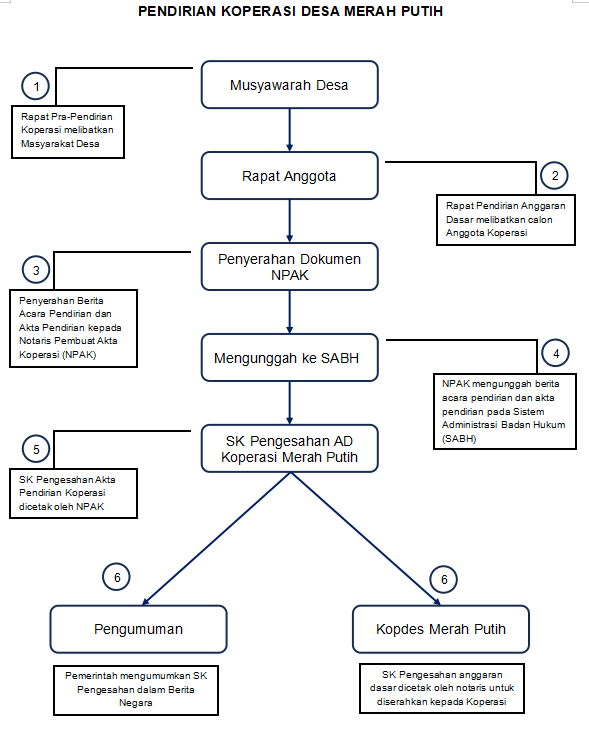 PENDIRIAN KOPERASI DESA MERAH PUTIH
Musyawarah Desa
1
Rapat Pra-Pendirian
Koperasi melibatkan
Masyarakat Desa
Rapat Anggota
2
Rapat Pendirian Anggaran
Dasar melibatkan calon
Anggota Koperasi
Penyerahan Dokumen
NPAK
3
Penyerahan Berita
Acara Pendirian dan
Akta Pendirian kepada
Notaris Pembuat Akta
Koperasi (NPAK)
Mengunggah ke SABH
4
NPAK mengunggah berita
acara pendirian dan akta
pendirian pada Sistem
Administrasi Badan Hukum
(SABH)
SK Pengesahan AD
Koperasi Merah Putih
5
SK Pengesahan Akta
Pendirian Koperasi
dicetak oleh NPAK
6
Pengumuman
Pemerintah mengumumkan SK
Pengesahan dalam Berita
Negara
6
Kopdes Merah Putih
SK Pengesahan anggaran
dasar dicetak oleh notaris untuk
diserahkan kepada Koperasi